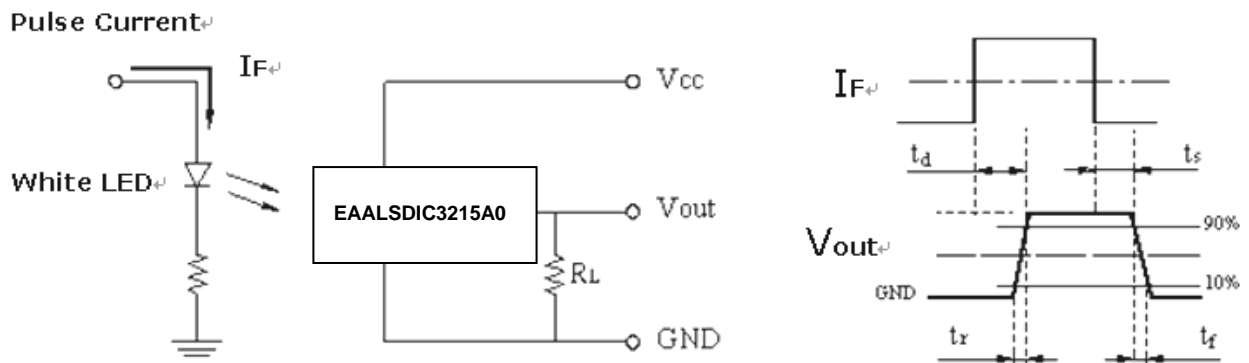 Pulse Current↵
IF↵
White LED↵
EAALSDIC3215A0
Vcc
Vout
RL
GND
IF↵
td
ts
Vout↵
90%
10%
GND
tr
tf